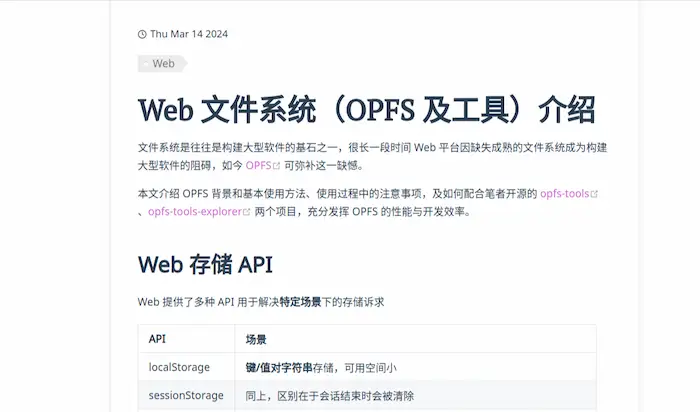 Thu Mar 14 2024
Web
Web 文件系统（OPFS 及工具）介绍
文件系统是往往是构建大型软件的基石之一，很长一段时间 Web 平台因缺失成熟的文件系统成为构建
大型软件的阻碍，如今 OPFS 可弥补这一缺憾。
本文介绍 OPFS 背景和基本使用方法、使用过程中的注意事项，及如何配合笔者开源的 opfs-tools
、opfs-tools-explorer 两个项目，充分发挥 OPFS 的性能与开发效率。
Web 存储 API
Web 提供了多种 API 用于解决特定场景下的存储诉求
API 场景
localStorage 键/值对字符串存储，可用空间小
sessionStorage 同上，区别在于会话结束时会被清除